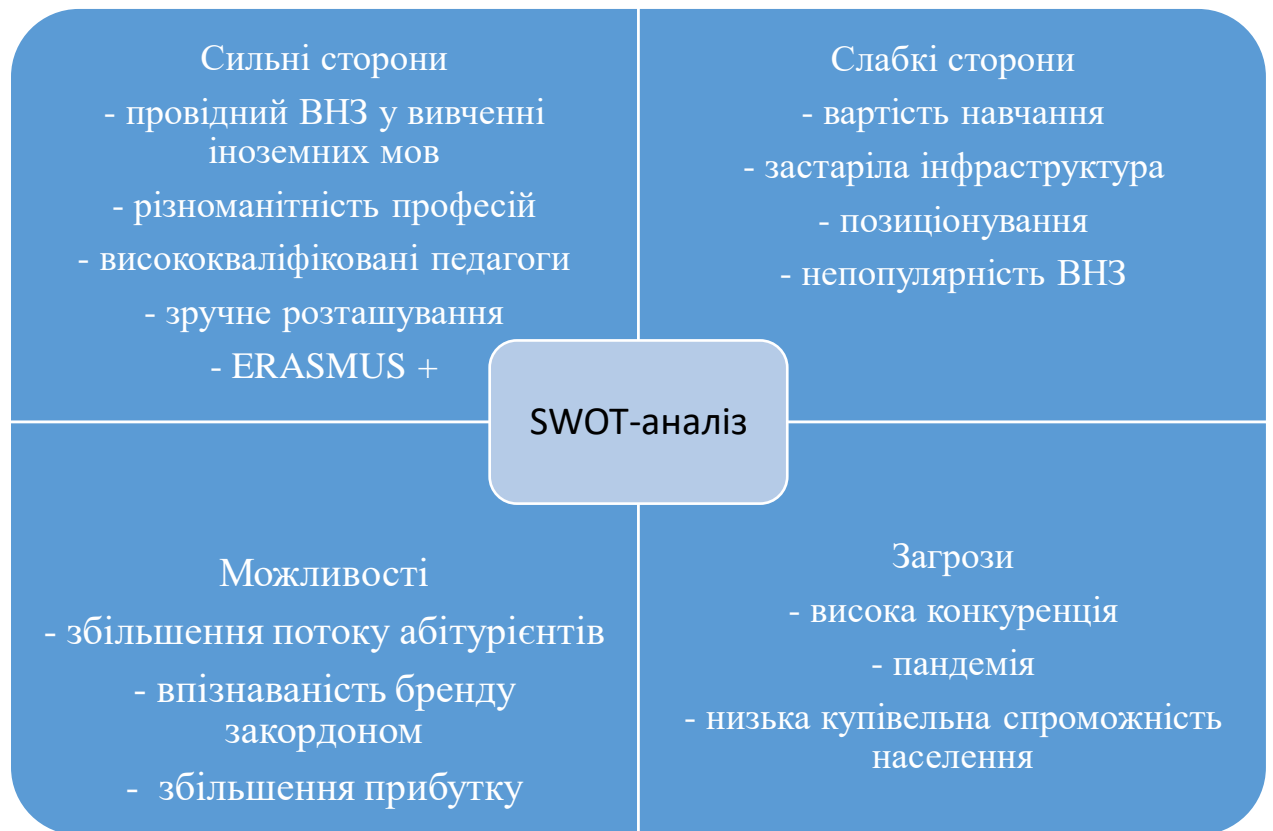 Сильні сторони
- провідний ВНЗ у вивченні
іноземних мов
- різноманітність професій
- висококваліфіковані педагоги
- зручне розташування
- ERASMUS +
Слабкі сторони
- вартість навчання
- застаріла інфраструктура
- позиціонування
- непопулярність ВНЗ
SWOT-аналіз
Можливості
- збільшення потоку абітурієнтів
- впізнаваність бренду
закордоном
- збільшення прибутку
Загрози
- висока конкуренція
- пандемія
- низька купівельна спроможність
населення